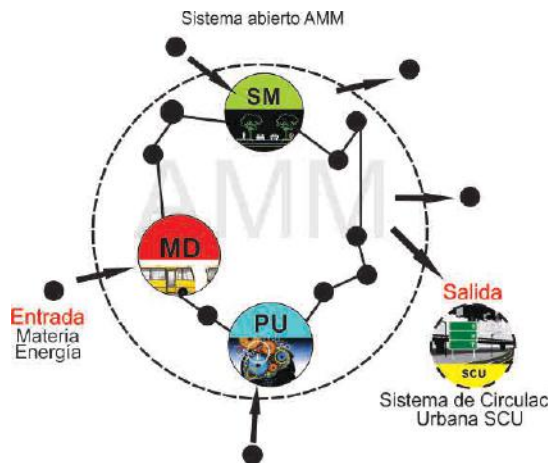 Sistema abierto AMM
SM
AMM
MD
PU
Entrada
Materia
Energía
Salida
SCU
Sistema de Circulac
Urbana SCU